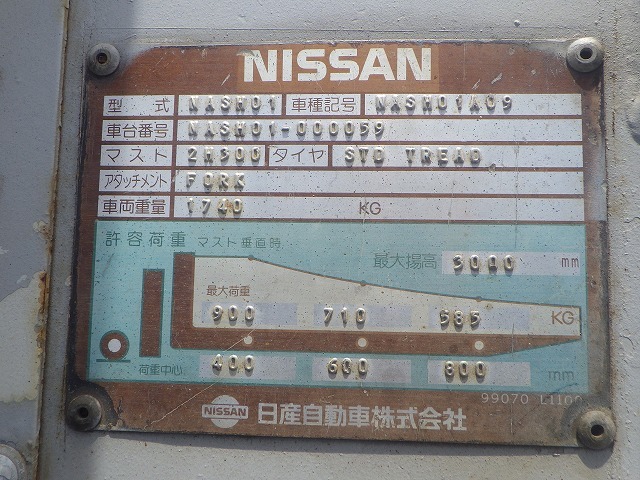 NISSAN
型式 NASH01 車種記号 NASH01A09
車台番号 NASH01-000059
マスト 2W300 タイヤ STD TREAD
アタッチメント FORK
車両重量 1740 KG
許容荷重 マスト垂直時
最大揚高 3000 mm
最大荷重
900 710 585 KG
400 600 800 mm
荷重中心
99070 L1100
NISSAN 日産自動車株式会社